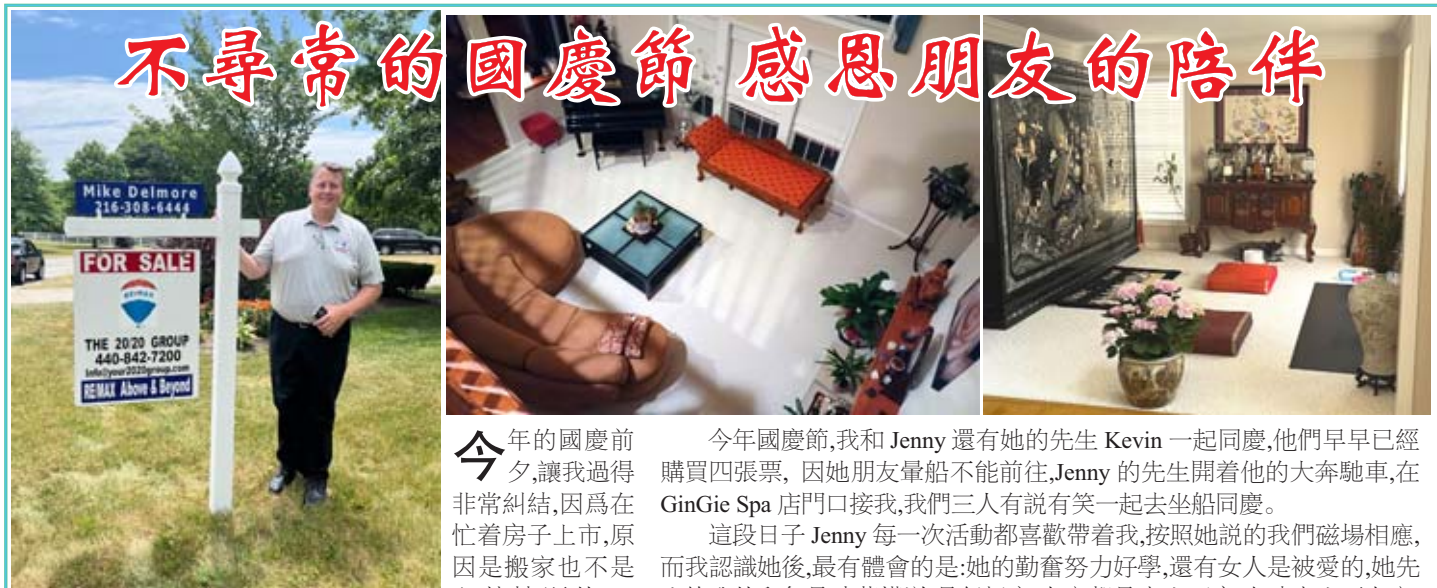 不尋常的國慶節 感恩朋友的陪伴
Mike Delmore
216-308-6444
FOR SALE
RE/MAX
THE 20/20 GROUP
440-842-7200
Info@your2020group.com
RE/MAX Above & Beyond
今年的國慶前
夕,讓我過得
非常糾結,因爲在
忙着房子上市,原
因是搬家也不是
今年國慶節,我和 Jenny 還有她的先生 Kevin 一起同慶,他們早早已經
購買四張票, 因她朋友暈船不能前往,Jenny 的先生開着他的大奔馳車,在
GinGie Spa 店門口接我,我們三人有説有笑一起去坐船同慶。
這段日子 Jenny 每一次活動都喜歡帶着我,按照她説的我們磁場相應,
而我認識她後,最有體會的是:她的勤奮努力好學,還有女人是被愛的,她先